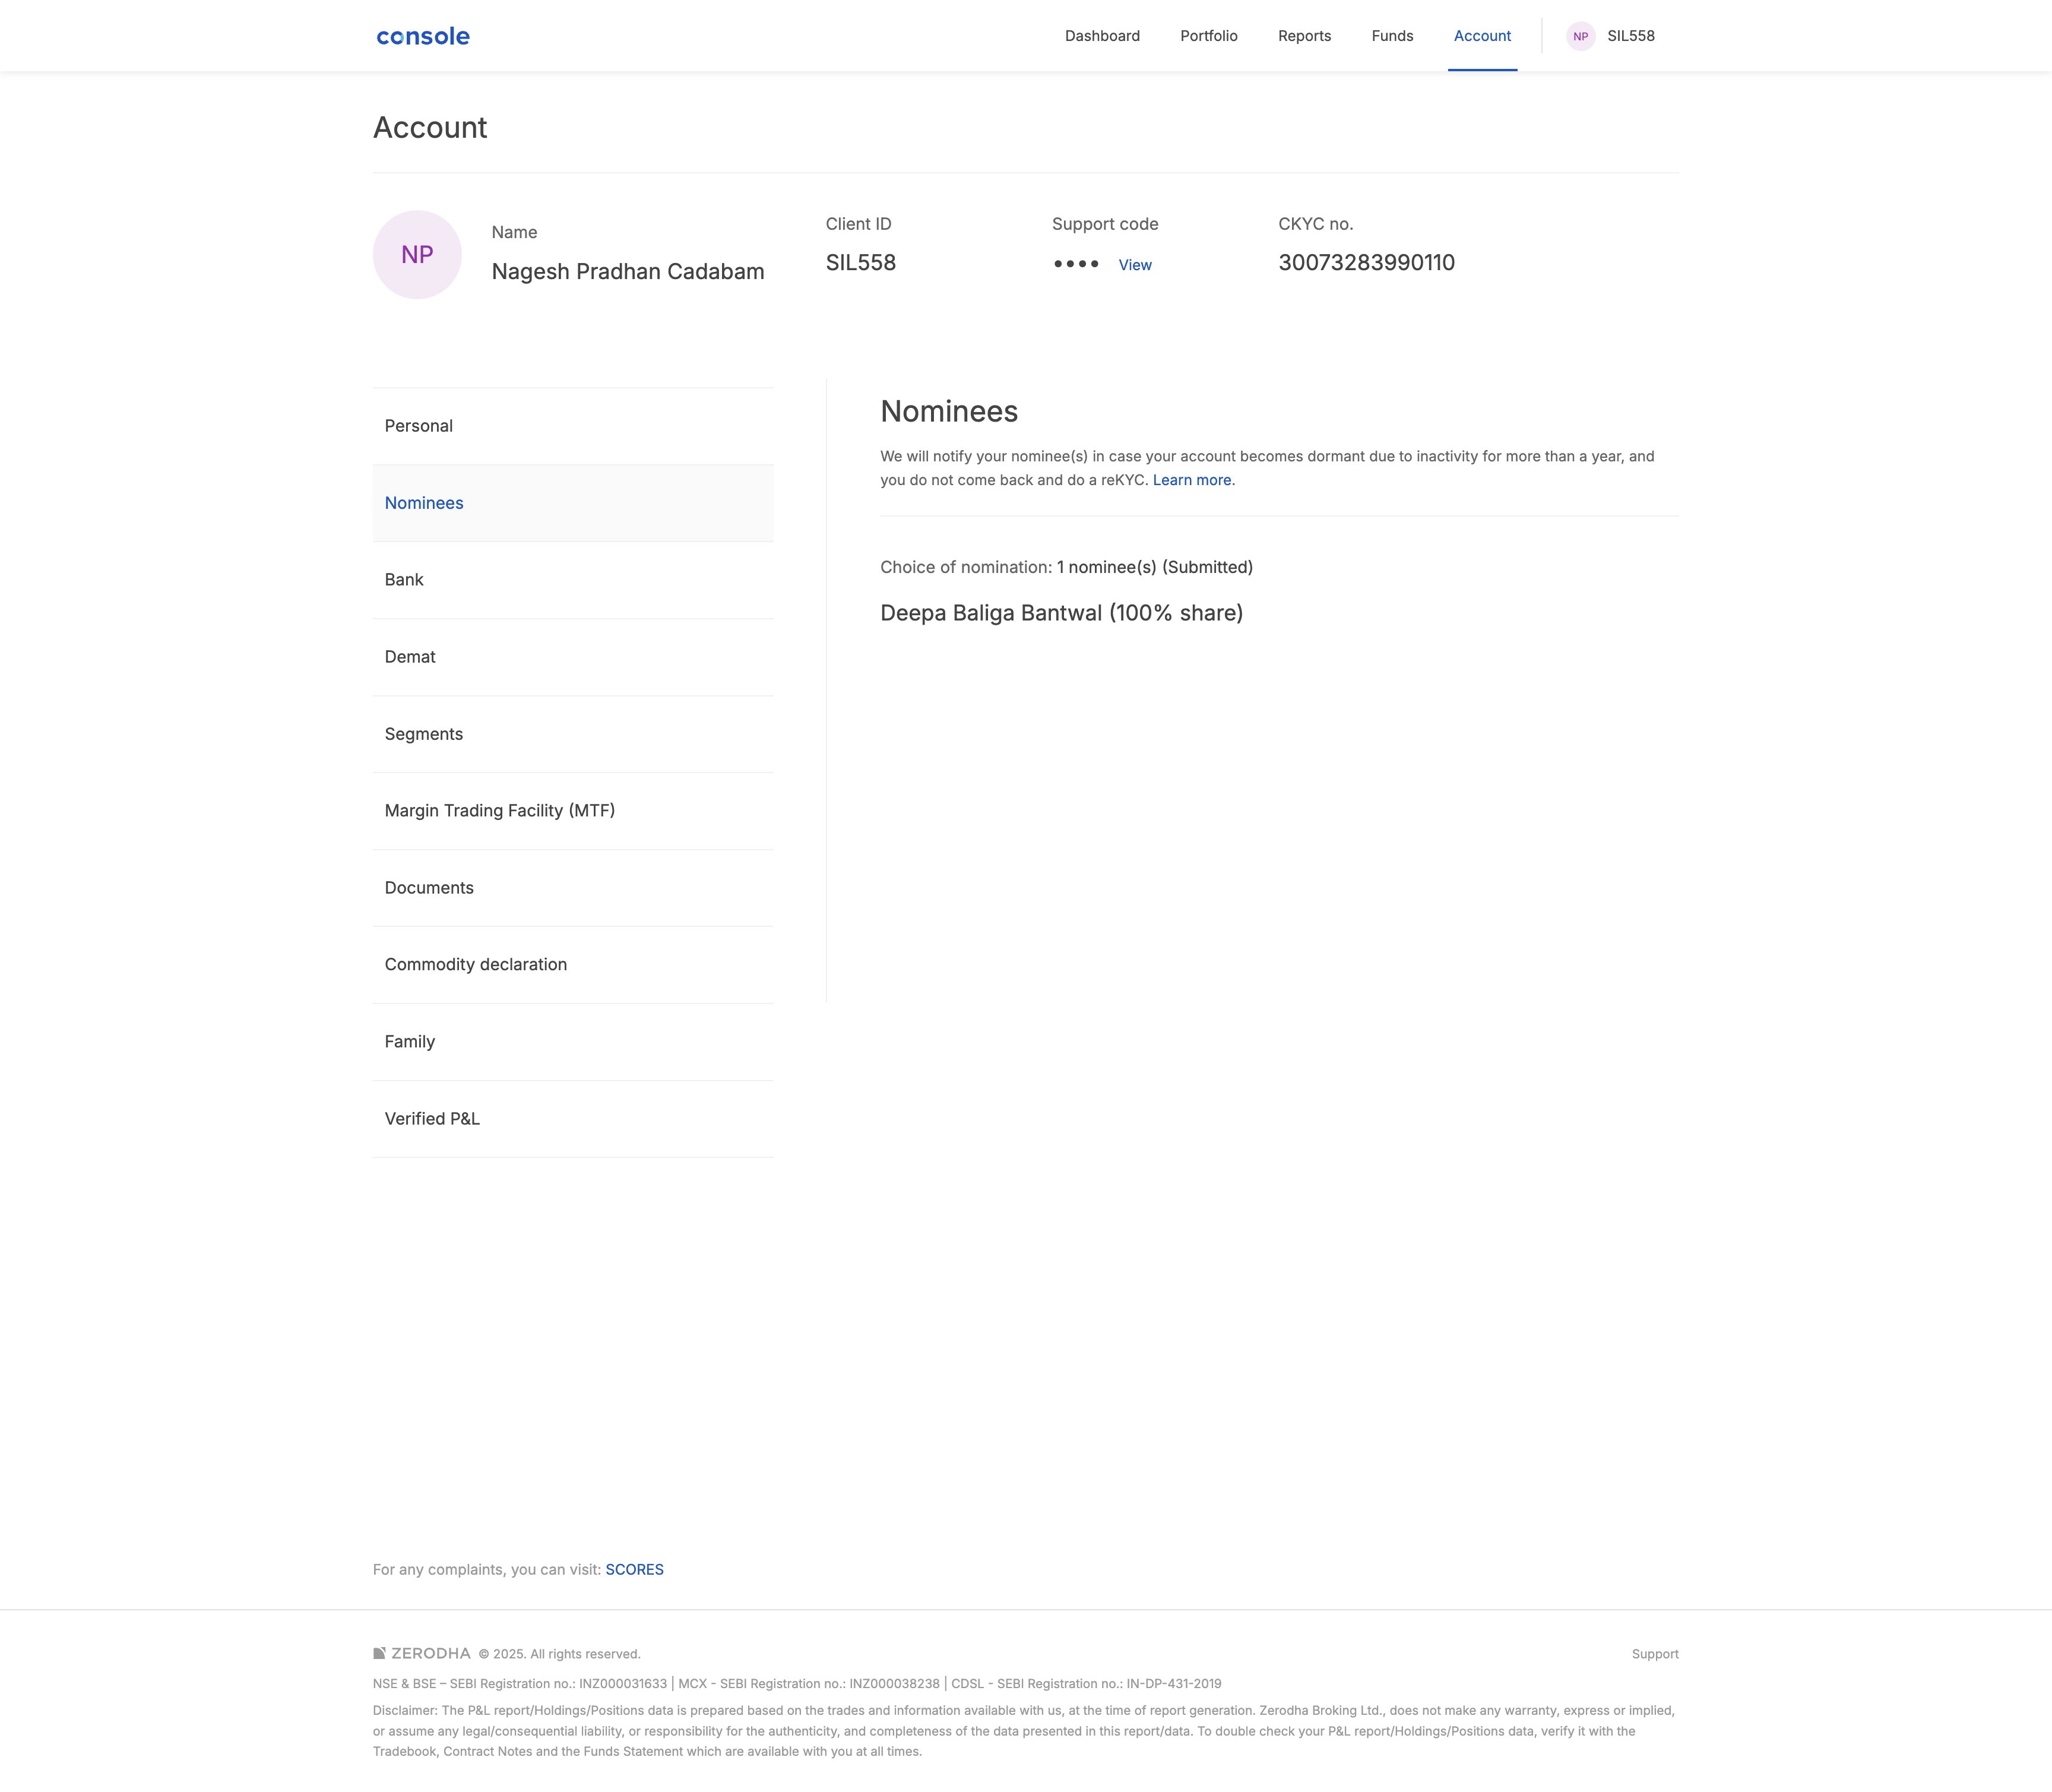 console
Dashboard
Portfolio
Reports
Funds
Account
NP
SIL558
Account
NP
Name
Nagesh Pradhan Cadabam
Client ID
SIL558
Support code
•••• View
CKYC no.
30073283990110
Personal
Nominees
Bank
Demat
Segments
Margin Trading Facility (MTF)
Documents
Commodity declaration
Family
Verified P&L
Nominees
We will notify your nominee(s) in case your account becomes dormant due to inactivity for more than a year, and
you do not come back and do a reKYC. Learn more.
Choice of nomination: 1 nominee(s) (Submitted)
Deepa Baliga Bantwal (100% share)
For any complaints, you can visit: SCORES
ZERODHA © 2025. All rights reserved.
Support
NSE & BSE – SEBI Registration no.: INZ000031633 | MCX - SEBI Registration no.: INZ000038238 | CDSL - SEBI Registration no.: IN-DP-431-2019
Disclaimer: The P&L report/Holdings/Positions data is prepared based on the trades and information available with us, at the time of report generation. Zerodha Broking Ltd., does not make any warranty, express or implied,
or assume any legal/consequential liability, or responsibility for the authenticity, and completeness of the data presented in this report/data. To double check your P&L report/Holdings/Positions data, verify it with the
Tradebook, Contract Notes and the Funds Statement which are available with you at all times.